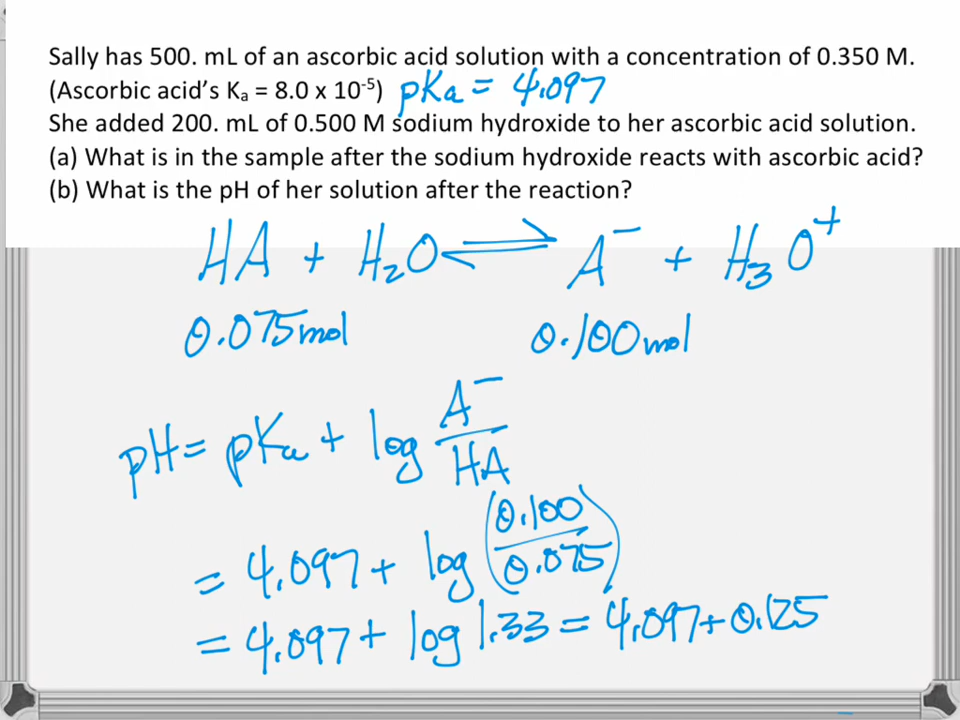 Sally has 500. mL of an ascorbic acid solution with a concentration of 0.350 M.
(Ascorbic acid's Kₐ = 8.0 x 10⁻⁵) pKa = 4.097
She added 200. mL of 0.500 M sodium hydroxide to her ascorbic acid solution.
(a) What is in the sample after the sodium hydroxide reacts with ascorbic acid?
(b) What is the pH of her solution after the reaction?
HA + H₂O ⇌ A⁻ + H₃O⁺
0.075 mol 0.100 mol
pH = pKa + log A⁻/HA
= 4.097 + log (0.100/0.075)
= 4.097 + log 1.33 = 4.097 + 0.125